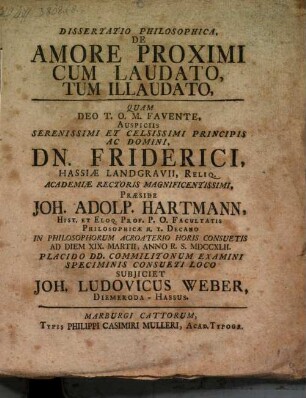 DISSERTATIO PHILOSOPHICA,
DE
AMORE PROXIMI
CUM LAUDATO,
TUM ILLAUDATO,
QUAM
DEO T. O. M. FAVENTE,
AUSPICIIS
SERENISSIMI ET CELSISSIMI PRINCIPIS
AC DOMINI,
DN. FRIDERICI,
HASSIÆ LANDGRAVII, RELIQ.
ACADEMIÆ RECTORIS MAGNIFICENTISSIMI,
PRÆSIDE
JOH. ADOLP. HARTMANN,
HIST. ET ELOQ. PROF. P. O. FACULTATIS
PHILOSOPHICÆ N. T. DECANO
IN PHILOSOPHORUM ACROATERIO HORIS CONSUETIS
AD DIEM XIX. MARTII, ANNO R. S. MDCCXLII.
PLACIDO DD. COMMILITONUM EXAMINI
SPECIMINIS CONSUETI LOCO
SUBJICIET
JOH. LUDOVICUS WEBER,
DIEMERODA-HASSUS.
MARBURGI CATTORUM,
TYPIS PHILIPPI CASIMIRI MULLERI, ACAD. TYPOGR.